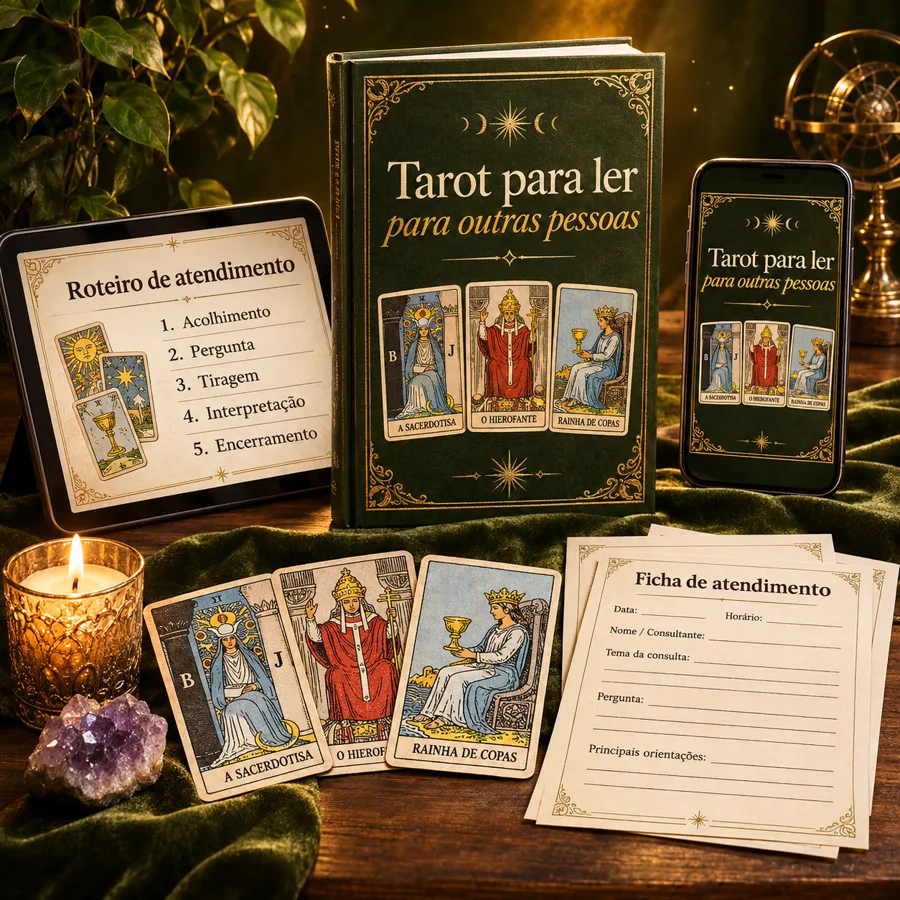 Tarot para ler
para outras pessoas
B
J
A SACERDOTISA
O HIEROFANTE
RAINHA DE COPAS
Roteiro de atendimento
1. Acolhimento
2. Pergunta
3. Tiragem
4. Interpretação
5. Encerramento
Tarot para ler
para outras pessoas
B
J
A SACERDOTISA
O HIEROFANTE
RAINHA DE COPAS
II
B
J
A SACERDOTISA
O HIEROF
RAINHA DE COPAS
Ficha de atendimento
Data:
Horário:
Nome / Consultante:
Tema da consulta:
Pergunta:
Principais orientações: